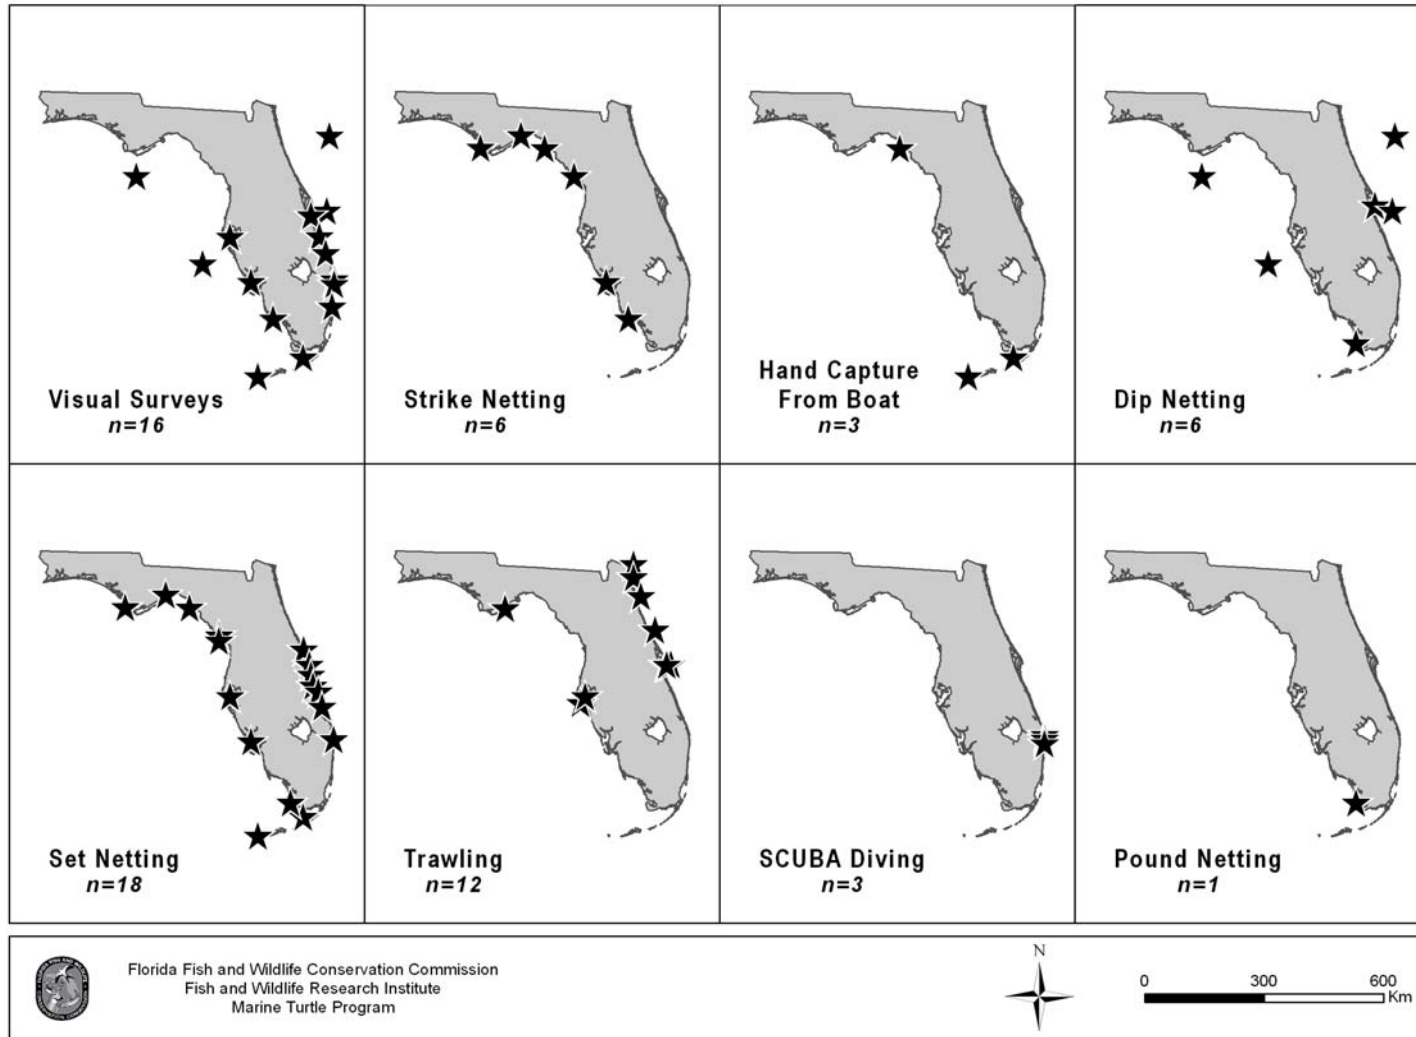 Visual Surveys
n=16
Strike Netting
n=6
Hand Capture
From Boat
n=3
Dip Netting
n=6
Set Netting
n=18
Trawling
n=12
SCUBA Diving
n=3
Pound Netting
n=1
Florida Fish and Wildlife Conservation Commission
Fish and Wildlife Research Institute
Marine Turtle Program
N
0 300 600
Km